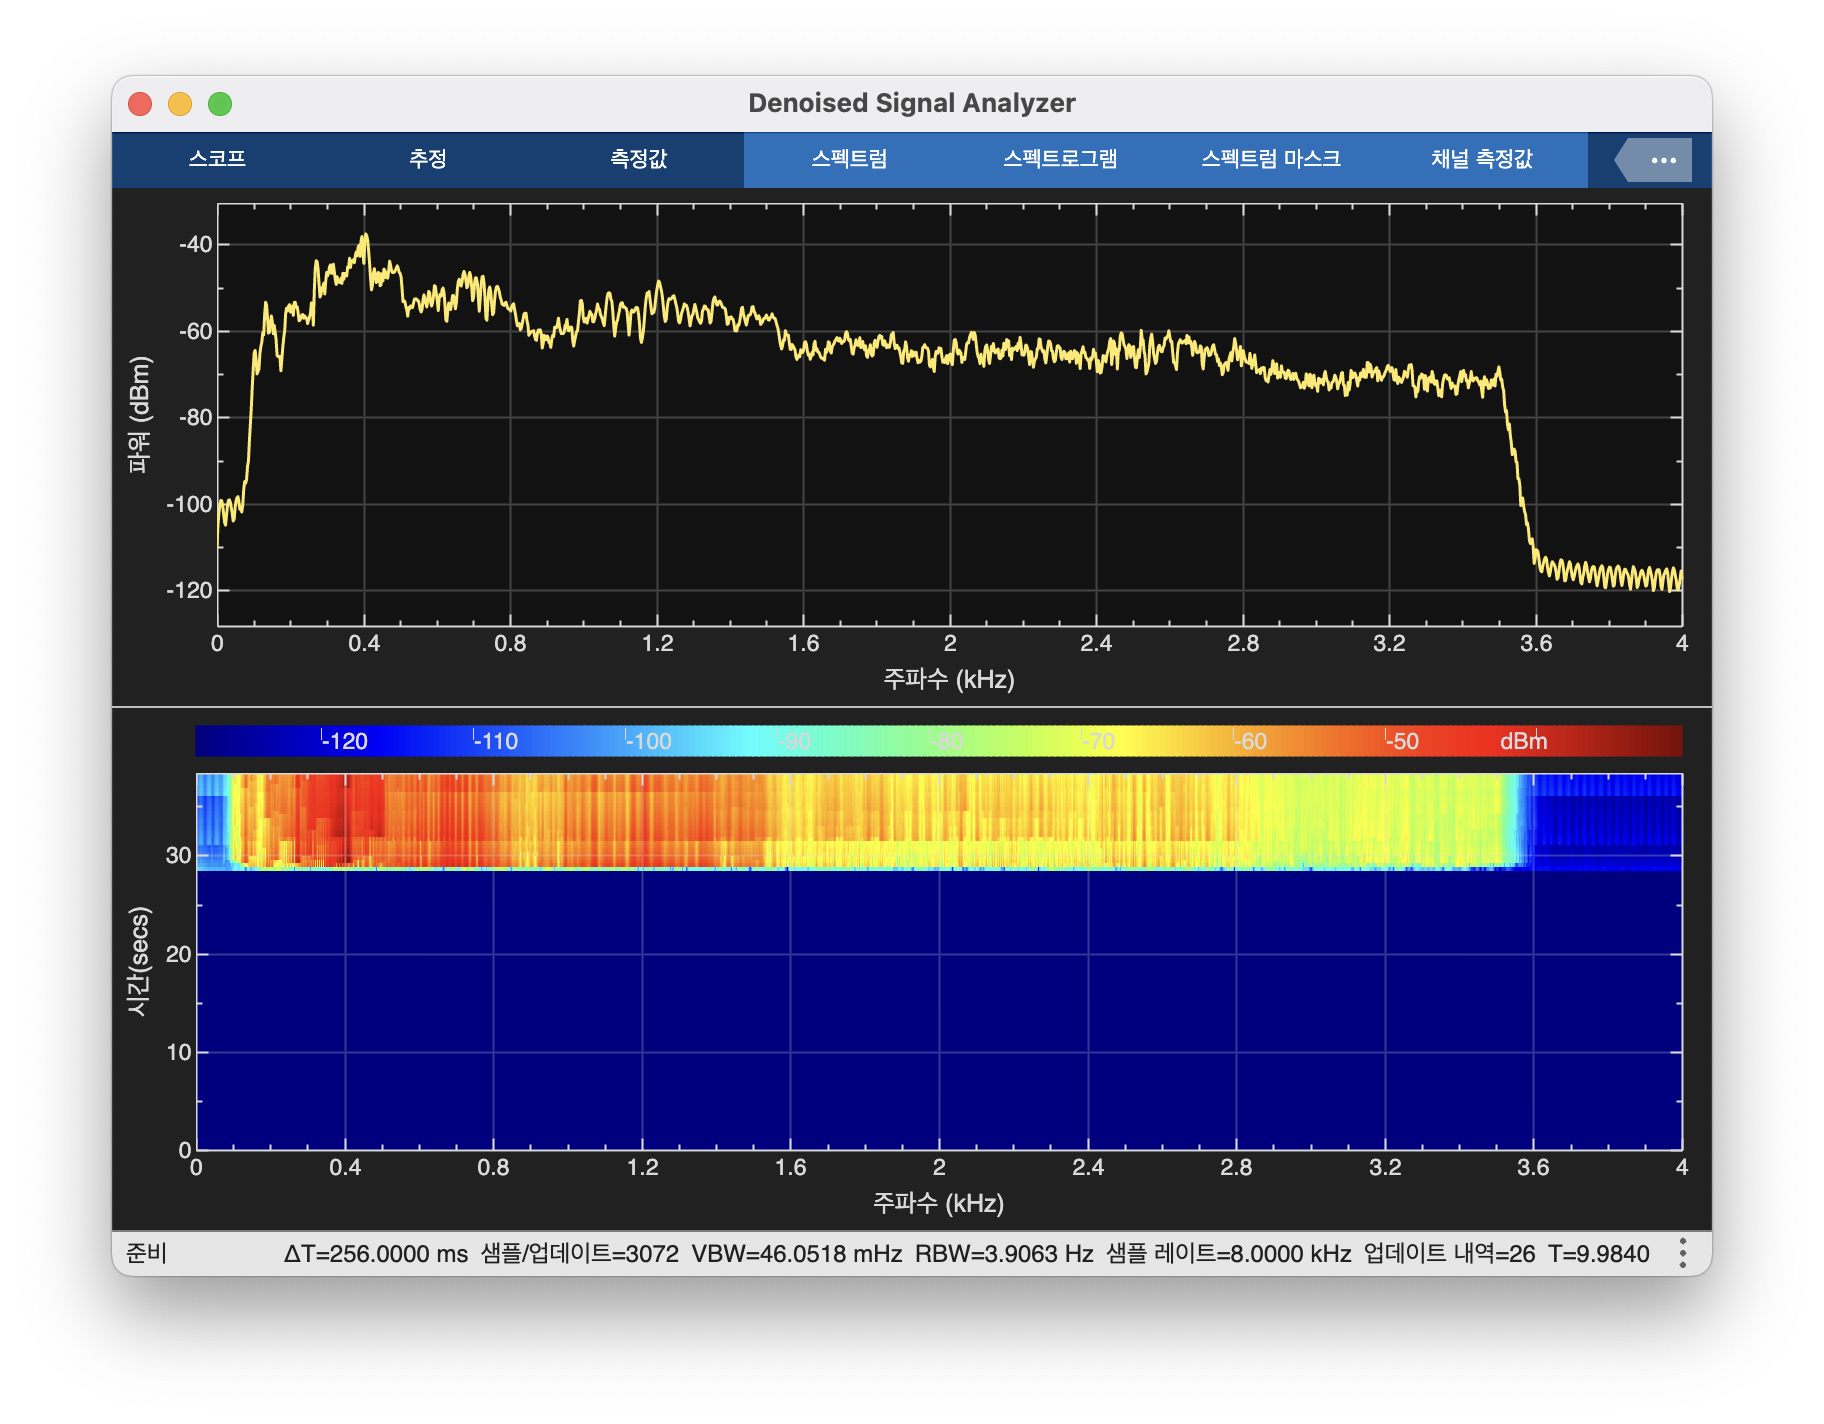 Denoised Signal Analyzer
스코프 추정 측정값 스펙트럼 스펙트로그램 스펙트럼 마스크 채널 측정값
파워 (dBm)
-40
-60
-80
-100
-120
0 0.4 0.8 1.2 1.6 2 2.4 2.8 3.2 3.6 4
주파수 (kHz)
-120 -110 -100 -90 -80 -70 -60 -50 dBm
시간(secs)
30
20
10
0
0 0.4 0.8 1.2 1.6 2 2.4 2.8 3.2 3.6 4
주파수 (kHz)
준비 ΔT=256.0000 ms 샘플/업데이트=3072 VBW=46.0518 mHz RBW=3.9063 Hz 샘플 레이트=8.0000 kHz 업데이트 내역=26 T=9.9840